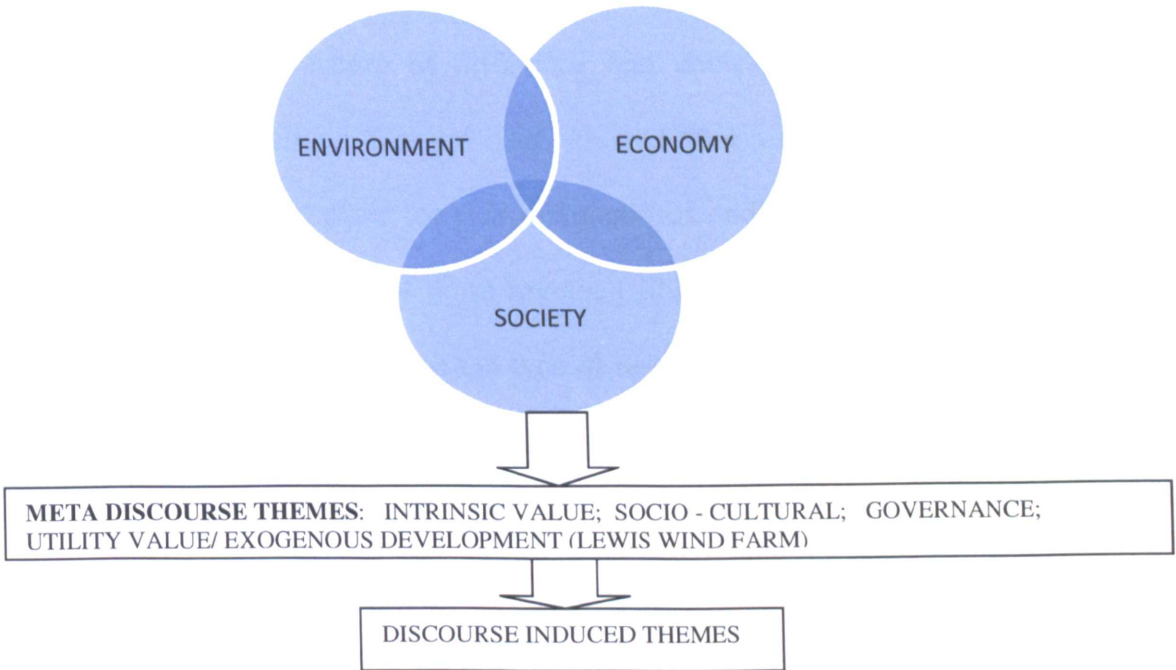 ENVIRONMENT
ECONOMY
SOCIETY
META DISCOURSE THEMES: INTRINSIC VALUE; SOCIO - CULTURAL; GOVERNANCE;
UTILITY VALUE/ EXOGENOUS DEVELOPMENT (LEWIS WIND FARM)
DISCOURSE INDUCED THEMES